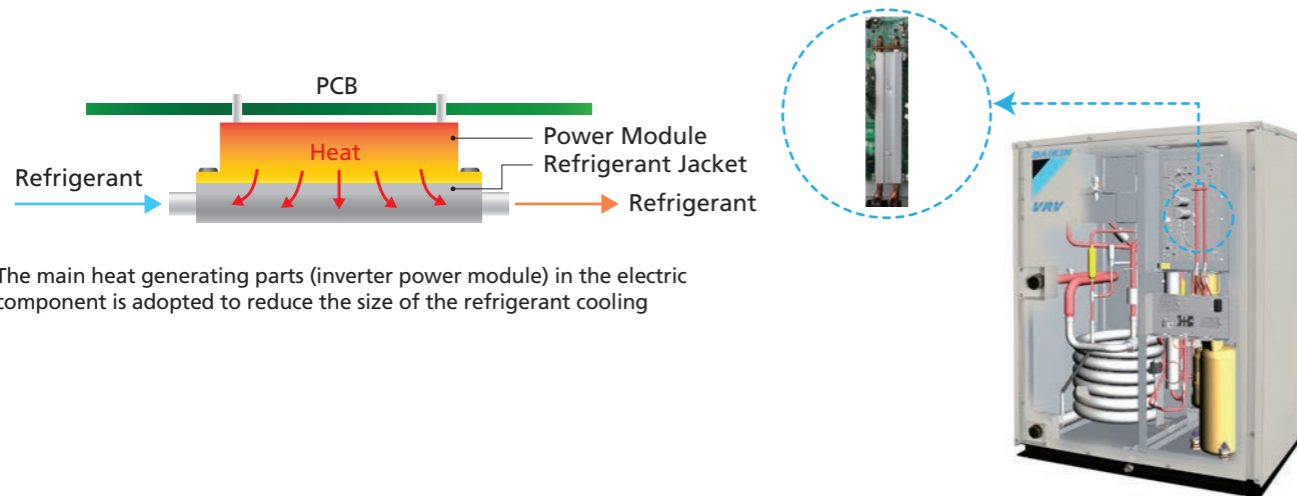 PCB
Power Module
Heat
Refrigerant Jacket
Refrigerant
Refrigerant
The main heat generating parts (inverter power module) in the electric
component is adopted to reduce the size of the refrigerant cooling
DAIKIN
VRV